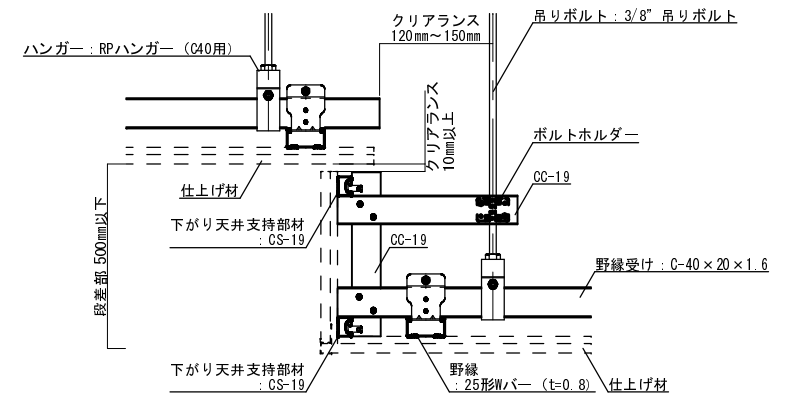 クリアランス
120mm～150mm
吊りボルト：3/8”吊りボルト
ハンガー：RPハンガー（C40用）
クリアランス
10mm以上
ボルトホルダー
CC-19
仕上げ材
下がり天井支持部材
：CS-19
CC-19
段差部 500mm以下
野縁受け：C-40×20×1.6
下がり天井支持部材
：CS-19
野縁
：25形Wバー（t=0.8）
仕上げ材